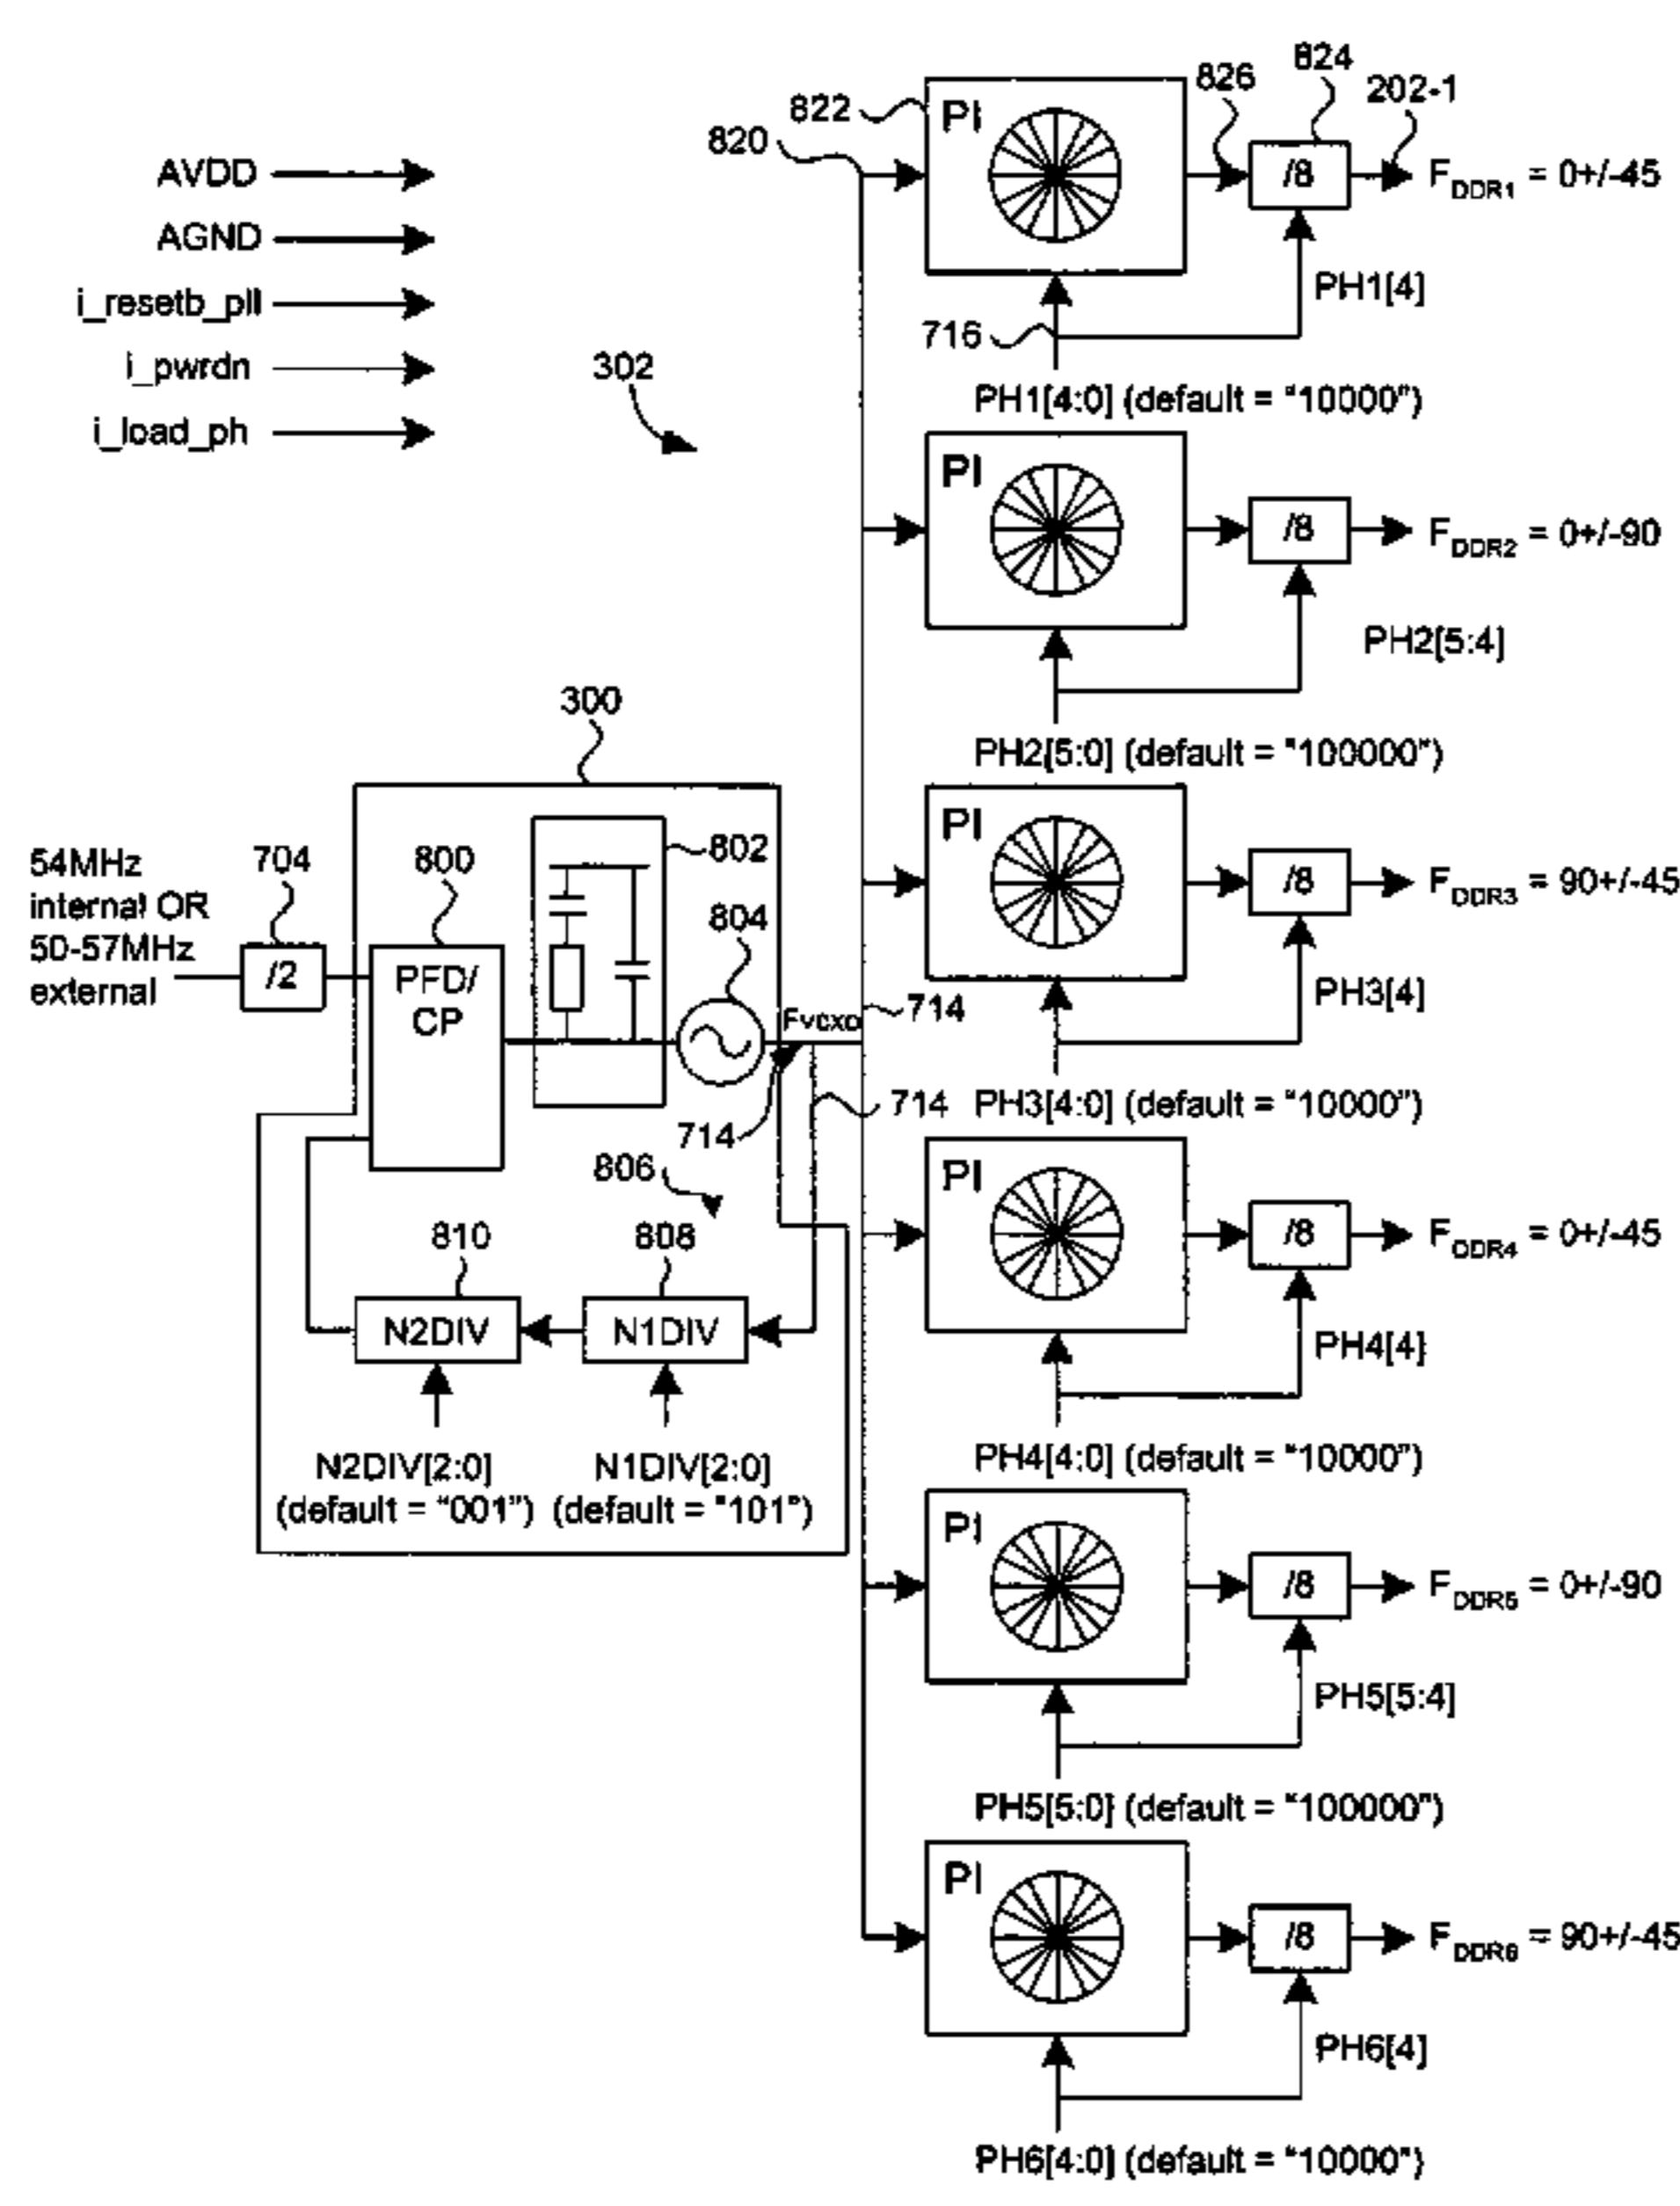 AVDD
AGND
i_resetb_pll
i_pwrdn
i_load_ph
302
820
822
PI
826
824
202-1
/8
F DDR1 = 0+/-45
PH1[4]
716
PH1[4:0] (default = "10000")
PI
/8
F DDR2 = 0+/-90
PH2[5:4]
PH2[5:0] (default = "100000")
PI
/8
F DDR3 = 90+/-45
PH3[4]
PH3[4:0] (default = "10000")
PI
/8
F DDR4 = 0+/-45
PH4[4]
PH4[4:0] (default = "10000")
PI
/8
F DDR5 = 0+/-90
PH5[5:4]
PH5[5:0] (default = "100000")
PI
/8
F DDR6 = 90+/-45
PH6[4]
PH6[4:0] (default = "10000")
300
54MHz
internal OR
50-57MHz
external
704
/2
800
PFD/
CP
802
804
Fvcxo
714
714
714
806
810
N2DIV
808
N1DIV
N2DIV[2:0]
(default = "001")
N1DIV[2:0]
(default = "101")